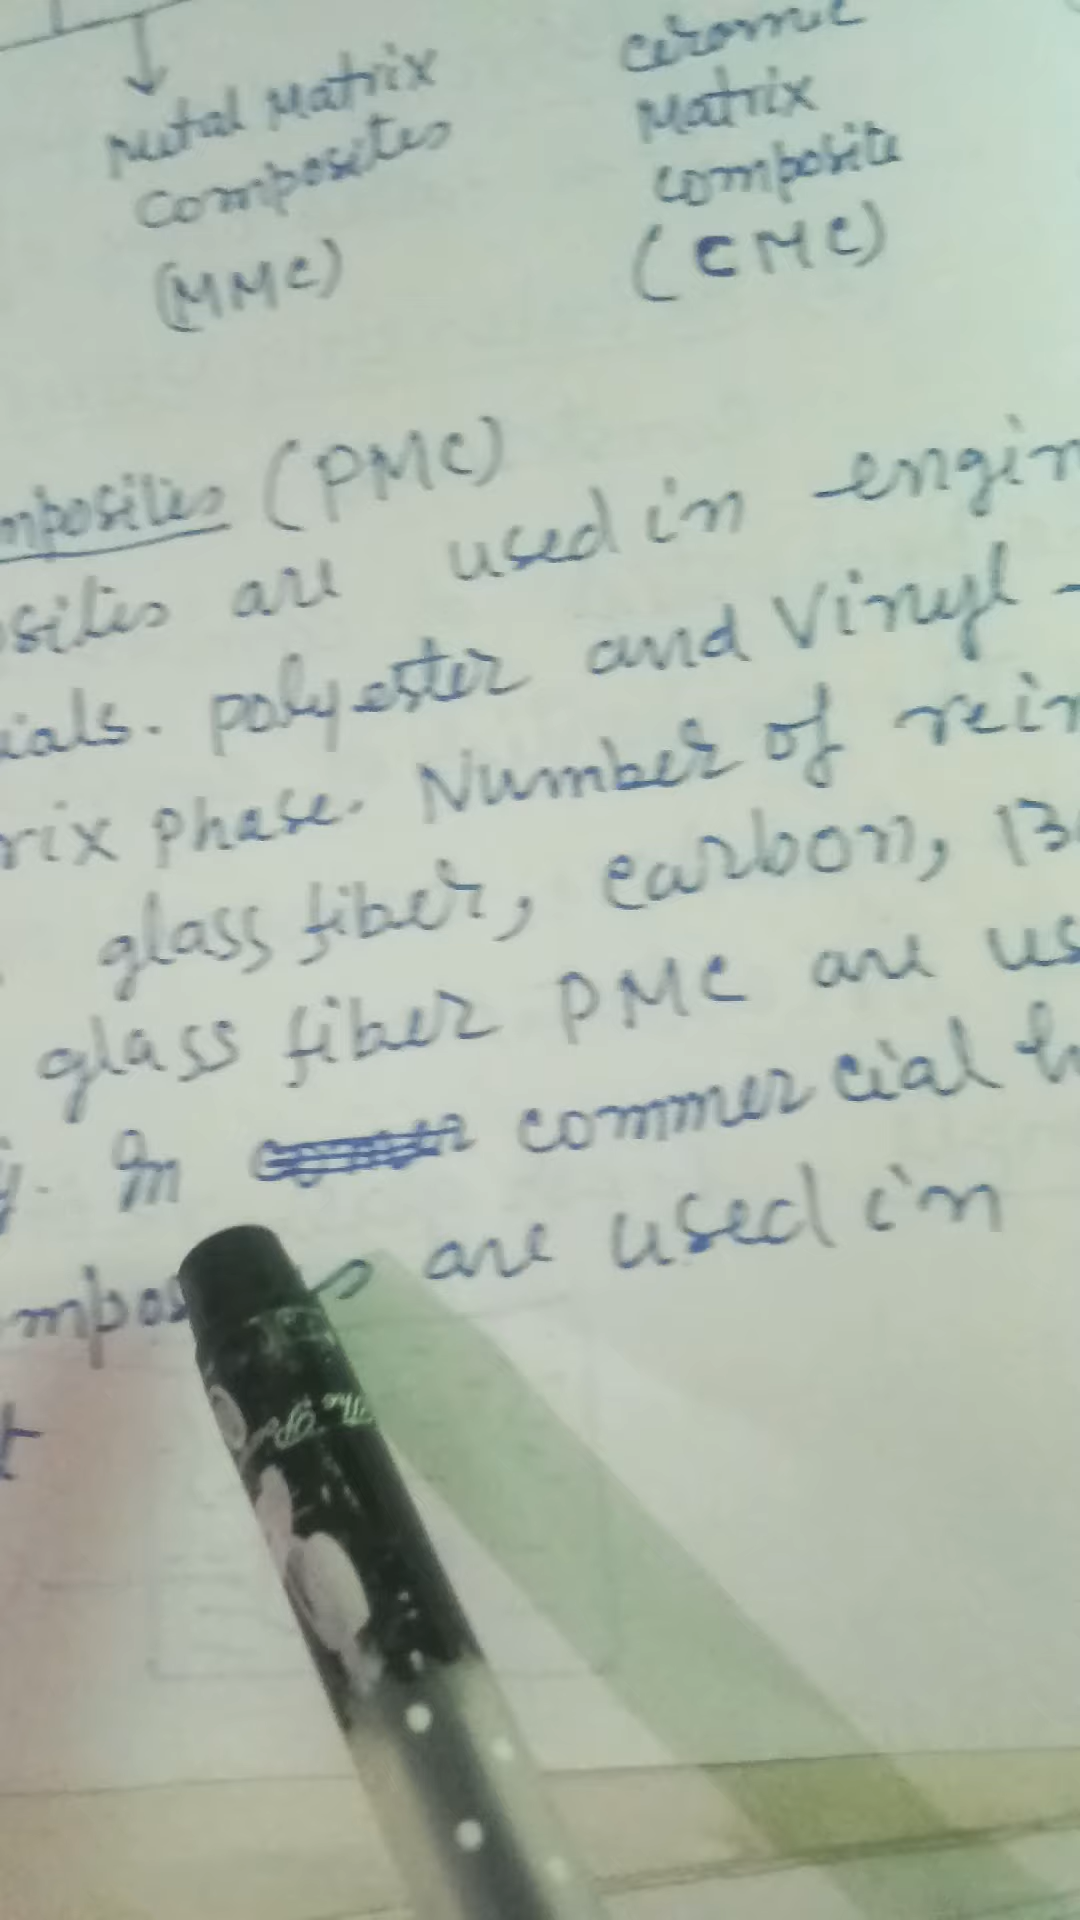 Metal Matrix
Composites
(MMC)
Ceramic
Matrix
Composite
(CMC)
mposites (PMC)
sites are used in engin
ials. polyester and Vinyl -
rix phase. Number of rein
glass fiber, carbon,
glass fiber PMC are us
y. In commercial
mpos are used in
t
The